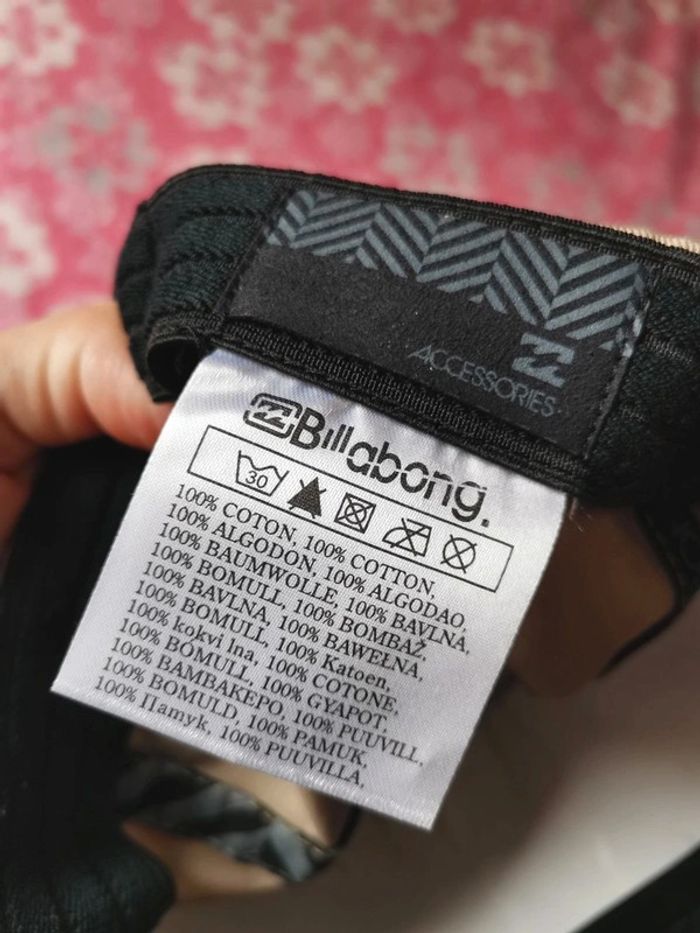 ACCESSORIES
Billabong.
30
100% COTON, 100% COTTON,
100% ALGODON, 100% ALGODAO,
100% BAUMWOLLE, 100% BAVLNA,
100% BOMULL, 100% BOMBAŽ,
100% BAVLNA, 100% BAWEŁNA,
100% BOMULL, 100% Katoen,
100% kokvi lna, 100% COTONE,
100% BOMULL, 100% GYAPOT,
100% BAMBAKEPO, 100% PUUVILL,
100% BOMULD, 100% PAMUK,
100% Памук, 100% PUUVILLA,